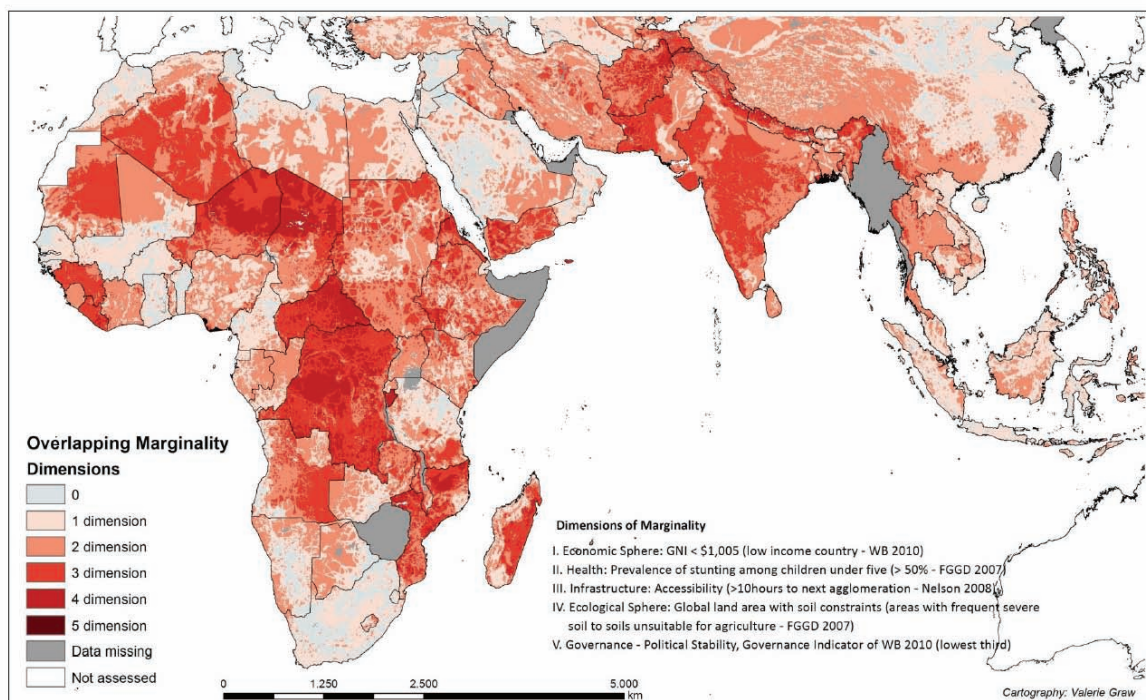 Overlapping Marginality
Dimensions
0
1 dimension
2 dimension
3 dimension
4 dimension
5 dimension
Data missing
Not assessed
Dimensions of Marginality
I. Economic Sphere: GNI < $1,005 (low income country - WB 2010)
II. Health: Prevalence of stunting among children under five (> 50% - FGGD 2007)
III. Infrastructure: Accessibility (>10hours to next agglomeration - Nelson 2008)
IV. Ecological Sphere: Global land area with soil constraints (areas with frequent severe
soil to soils unsuitable for agriculture - FGGD 2007)
V. Governance - Political Stability, Governance Indicator of WB 2010 (lowest third)
0 1.250 2.500 5.000
km
Cartography: Valerie Graw